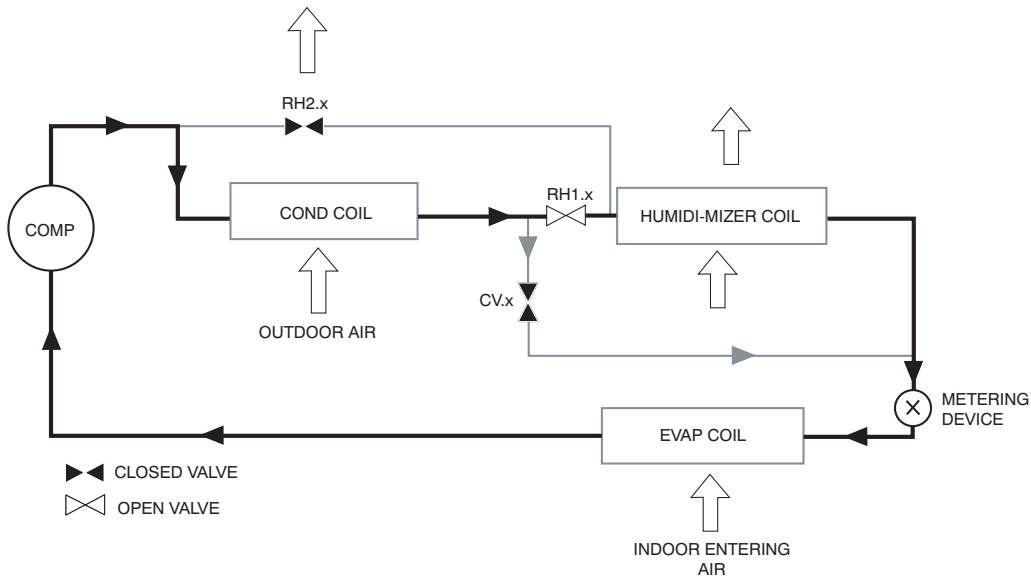 RH2.x
RH1.x
COMP
COND COIL
HUMIDI-MIZER COIL
CV.x
OUTDOOR AIR
METERING
DEVICE
EVAP COIL
CLOSED VALVE
OPEN VALVE
INDOOR ENTERING
AIR